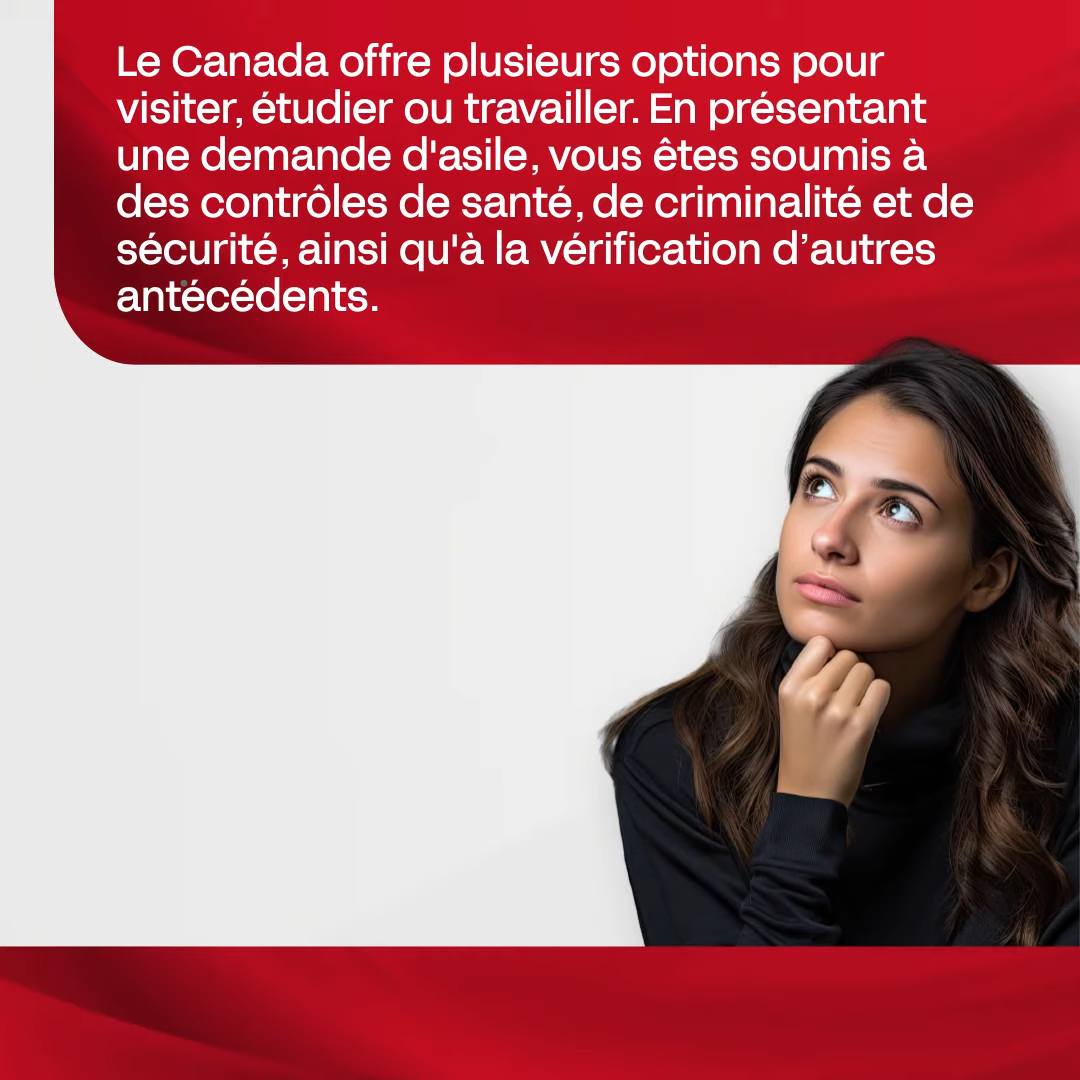 Le Canada offre plusieurs options pour
visiter, étudier ou travailler. En présentant
une demande d'asile, vous êtes soumis à
des contrôles de santé, de criminalité et de
sécurité, ainsi qu'à la vérification d’autres
antécédents.